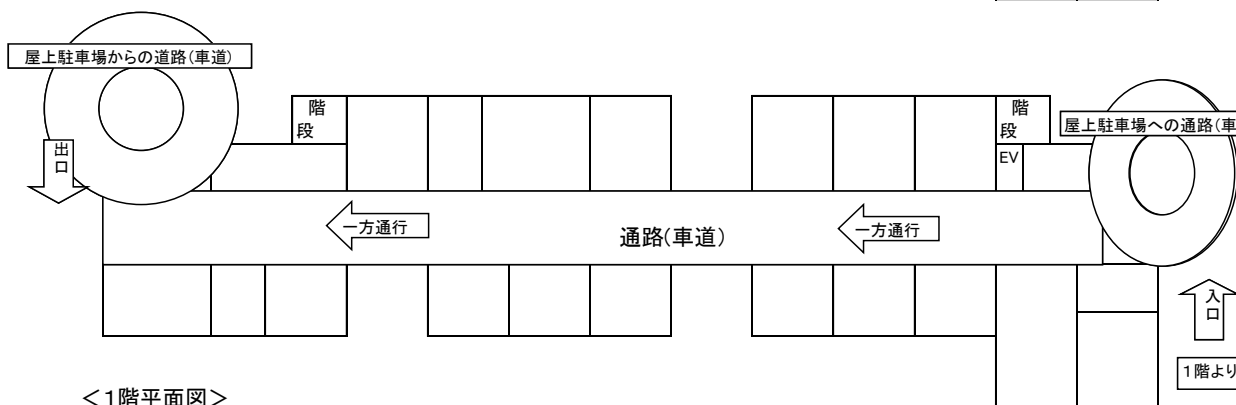 屋上駐車場からの道路(車道)
階
段
階
段
屋上駐車場への通路(車
出口
EV
一方通行
一方通行
通路(車道)
入口
1階より
<1階平面図>